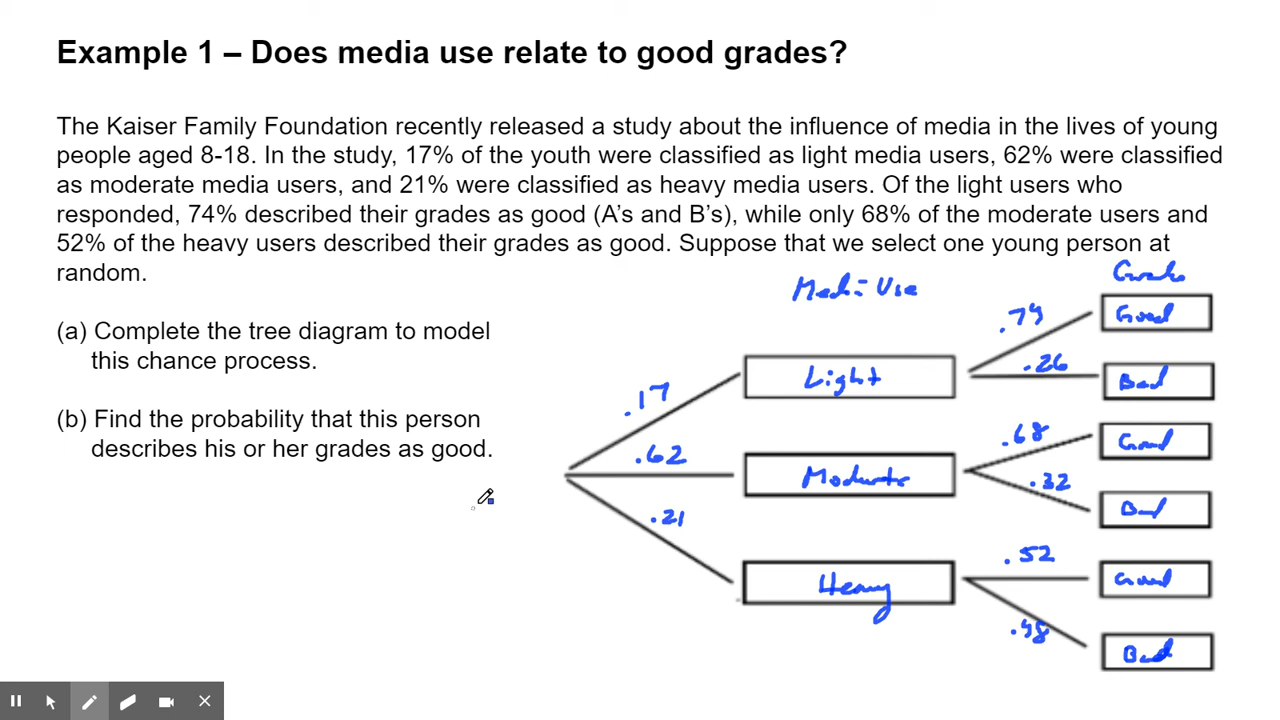 Example 1 – Does media use relate to good grades?
The Kaiser Family Foundation recently released a study about the influence of media in the lives of young
people aged 8-18. In the study, 17% of the youth were classified as light media users, 62% were classified
as moderate media users, and 21% were classified as heavy media users. Of the light users who
responded, 74% described their grades as good (A's and B's), while only 68% of the moderate users and
52% of the heavy users described their grades as good. Suppose that we select one young person at
random.
Media Use
Grades
(a) Complete the tree diagram to model
this chance process.
(b) Find the probability that this person
describes his or her grades as good.
.17
.62
.21
Light
Moderate
Heavy
.74
.26
.68
.32
.52
.48
Good
Bad
Good
Bad
Good
Bad